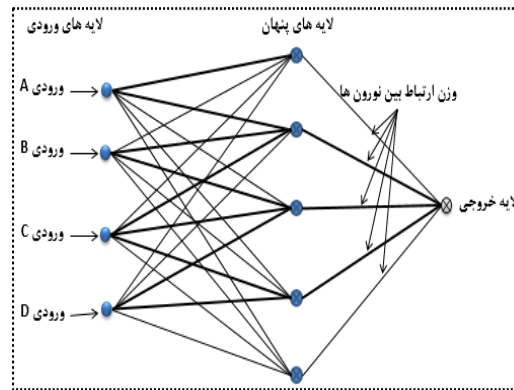 لایه های ورودی
لایه های پنهان
ورودی A
ورودی B
ورودی C
ورودی D
وزن ارتباط بین نورون ها
لایه خروجی